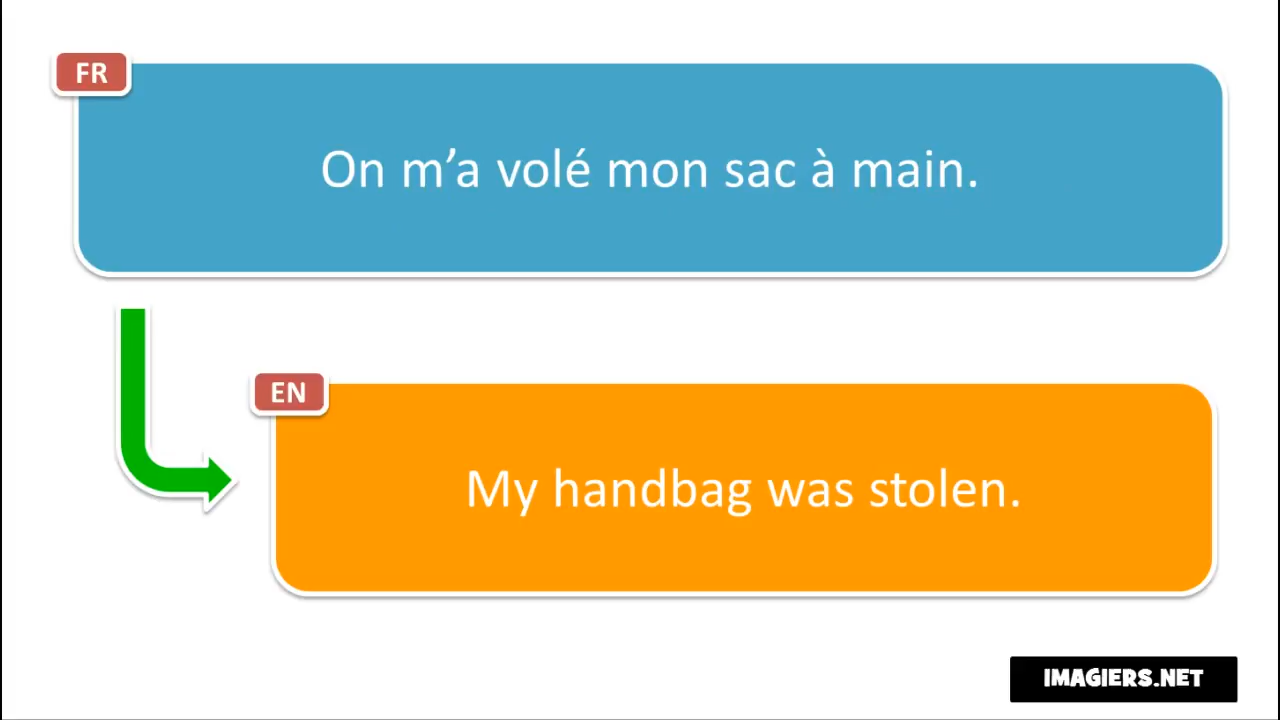 FR
On m’a volé mon sac à main.
EN
My handbag was stolen.
IMAGIERS.NET